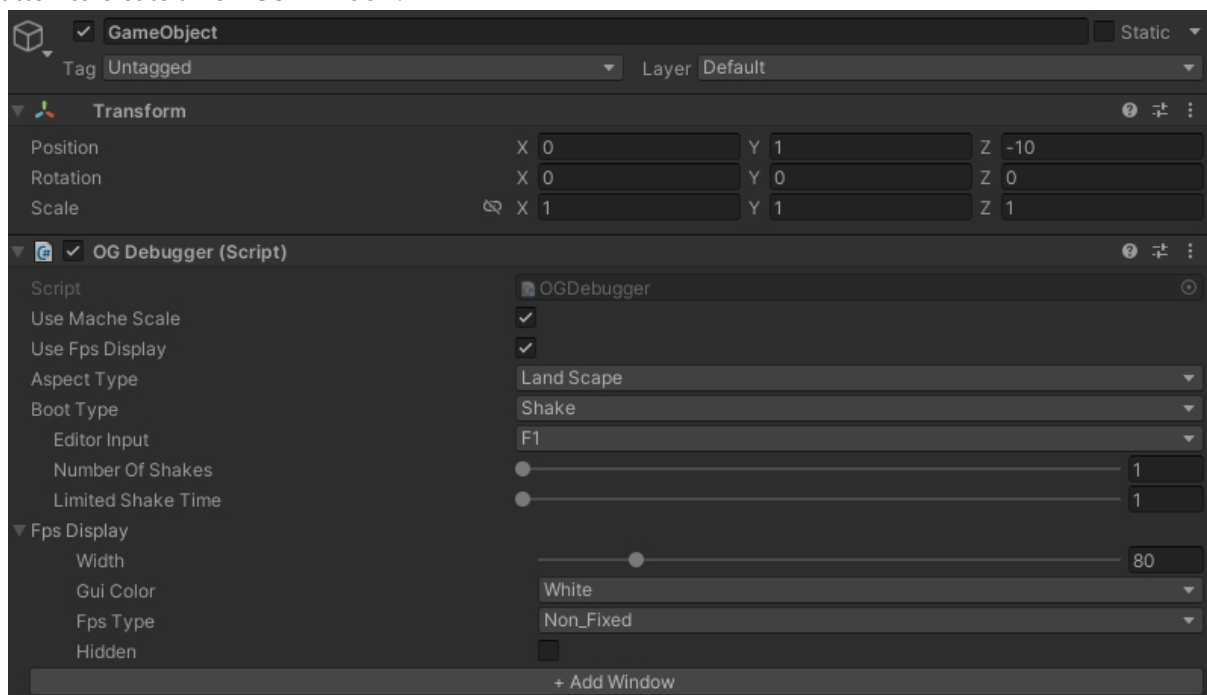 GameObject Static
Tag Untagged Layer Default
Transform
Position X 0 Y 1 Z -10
Rotation X 0 Y 0 Z 0
Scale X 1 Y 1 Z 1
OG Debugger (Script)
Script OGDebugger
Use Mache Scale
Use Fps Display
Aspect Type Land Scape
Boot Type Shake
Editor Input F1
Number Of Shakes 1
Limited Shake Time 1
Fps Display
Width 80
Gui Color White
Fps Type Non_Fixed
Hidden
+ Add Window